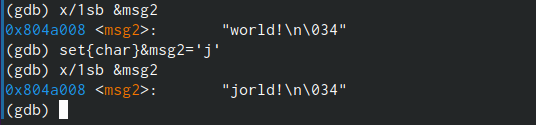 (gdb) x/1sb &msg2
0x804a008 <msg2>:        "world!\n\034"
(gdb) set{char}&msg2='j'
(gdb) x/1sb &msg2
0x804a008 <msg2>:        "jorld!\n\034"
(gdb)